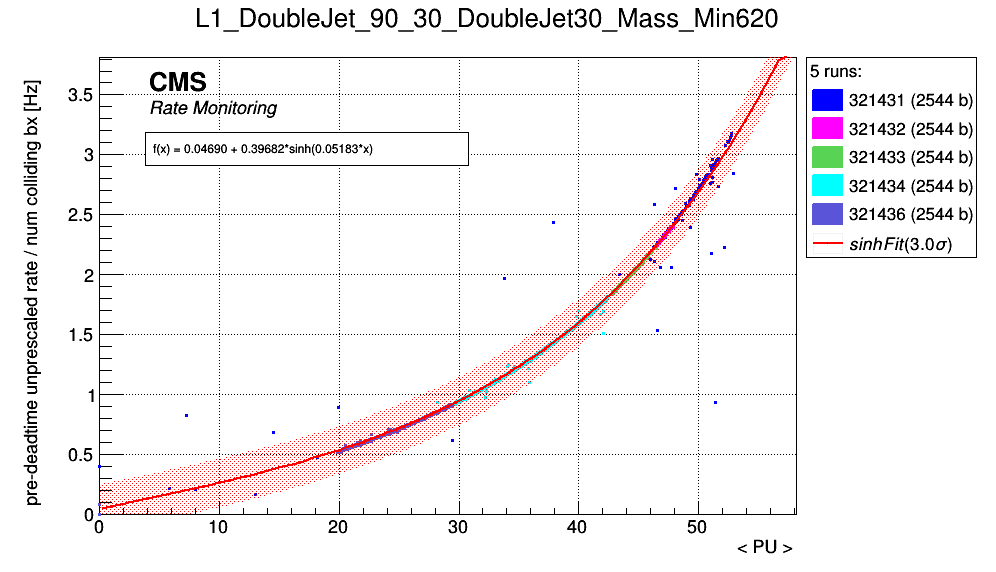 L1_DoubleJet_90_30_DoubleJet30_Mass_Min620
pre-deadtime unprescaled rate / num colliding bx [Hz]
CMS
Rate Monitoring
f(x) = 0.04690 + 0.39682*sinh(0.05183*x)
3.5
3
2.5
2
1.5
1
0.5
0
0 10 20 30 40 50
< PU >
5 runs:
321431 (2544 b)
321432 (2544 b)
321433 (2544 b)
321434 (2544 b)
321436 (2544 b)
sinhFit(3.0σ)